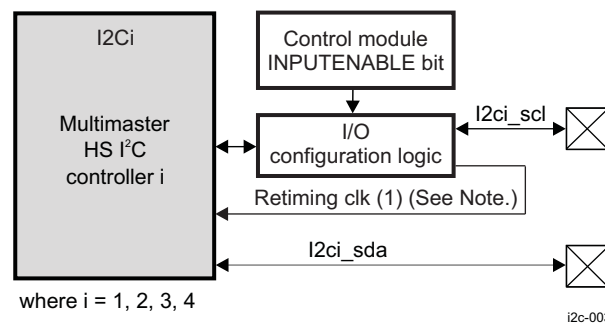 I2Ci
Multimaster
HS I²C
controller i
Control module
INPUTENABLE bit
I/O
configuration logic
I2ci_scl
Retiming clk (1) (See Note.)
I2ci_sda
where i = 1, 2, 3, 4